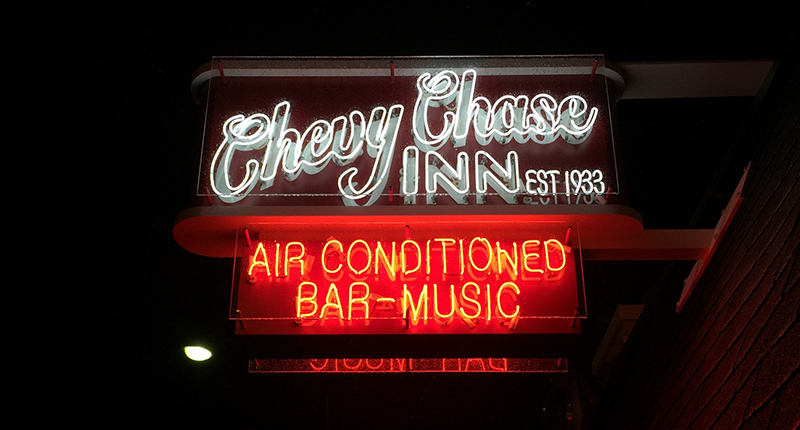 Chevy Chase
INN EST 1933
AIR CONDITIONED
BAR-MUSIC